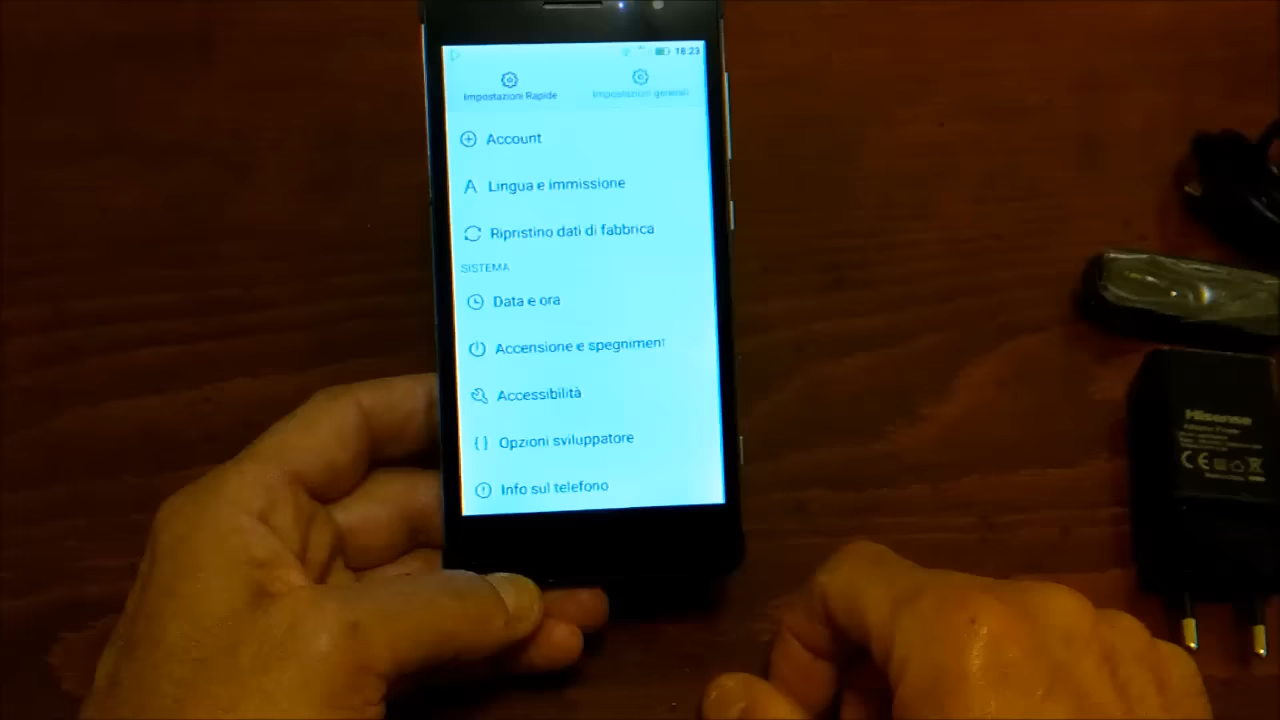 18:23
Impostazioni Rapide
Impostazioni generali
Account
Lingua e immissione
Ripristino dati di fabbrica
SISTEMA
Data e ora
Accensione e spegniment
Accessibilità
{ } Opzioni sviluppatore
Info sul telefono
Hisense
CE